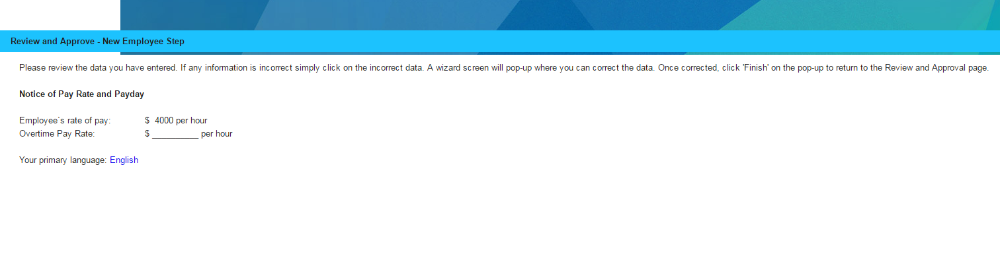 Review and Approve - New Employee Step
Please review the data you have entered. If any information is incorrect simply click on the incorrect data. A wizard screen will pop-up where you can correct the data. Once corrected, click 'Finish' on the pop-up to return to the Review and Approval page.
Notice of Pay Rate and Payday
Employee`s rate of pay: $ 4000 per hour
Overtime Pay Rate: $ __________ per hour
Your primary language: English